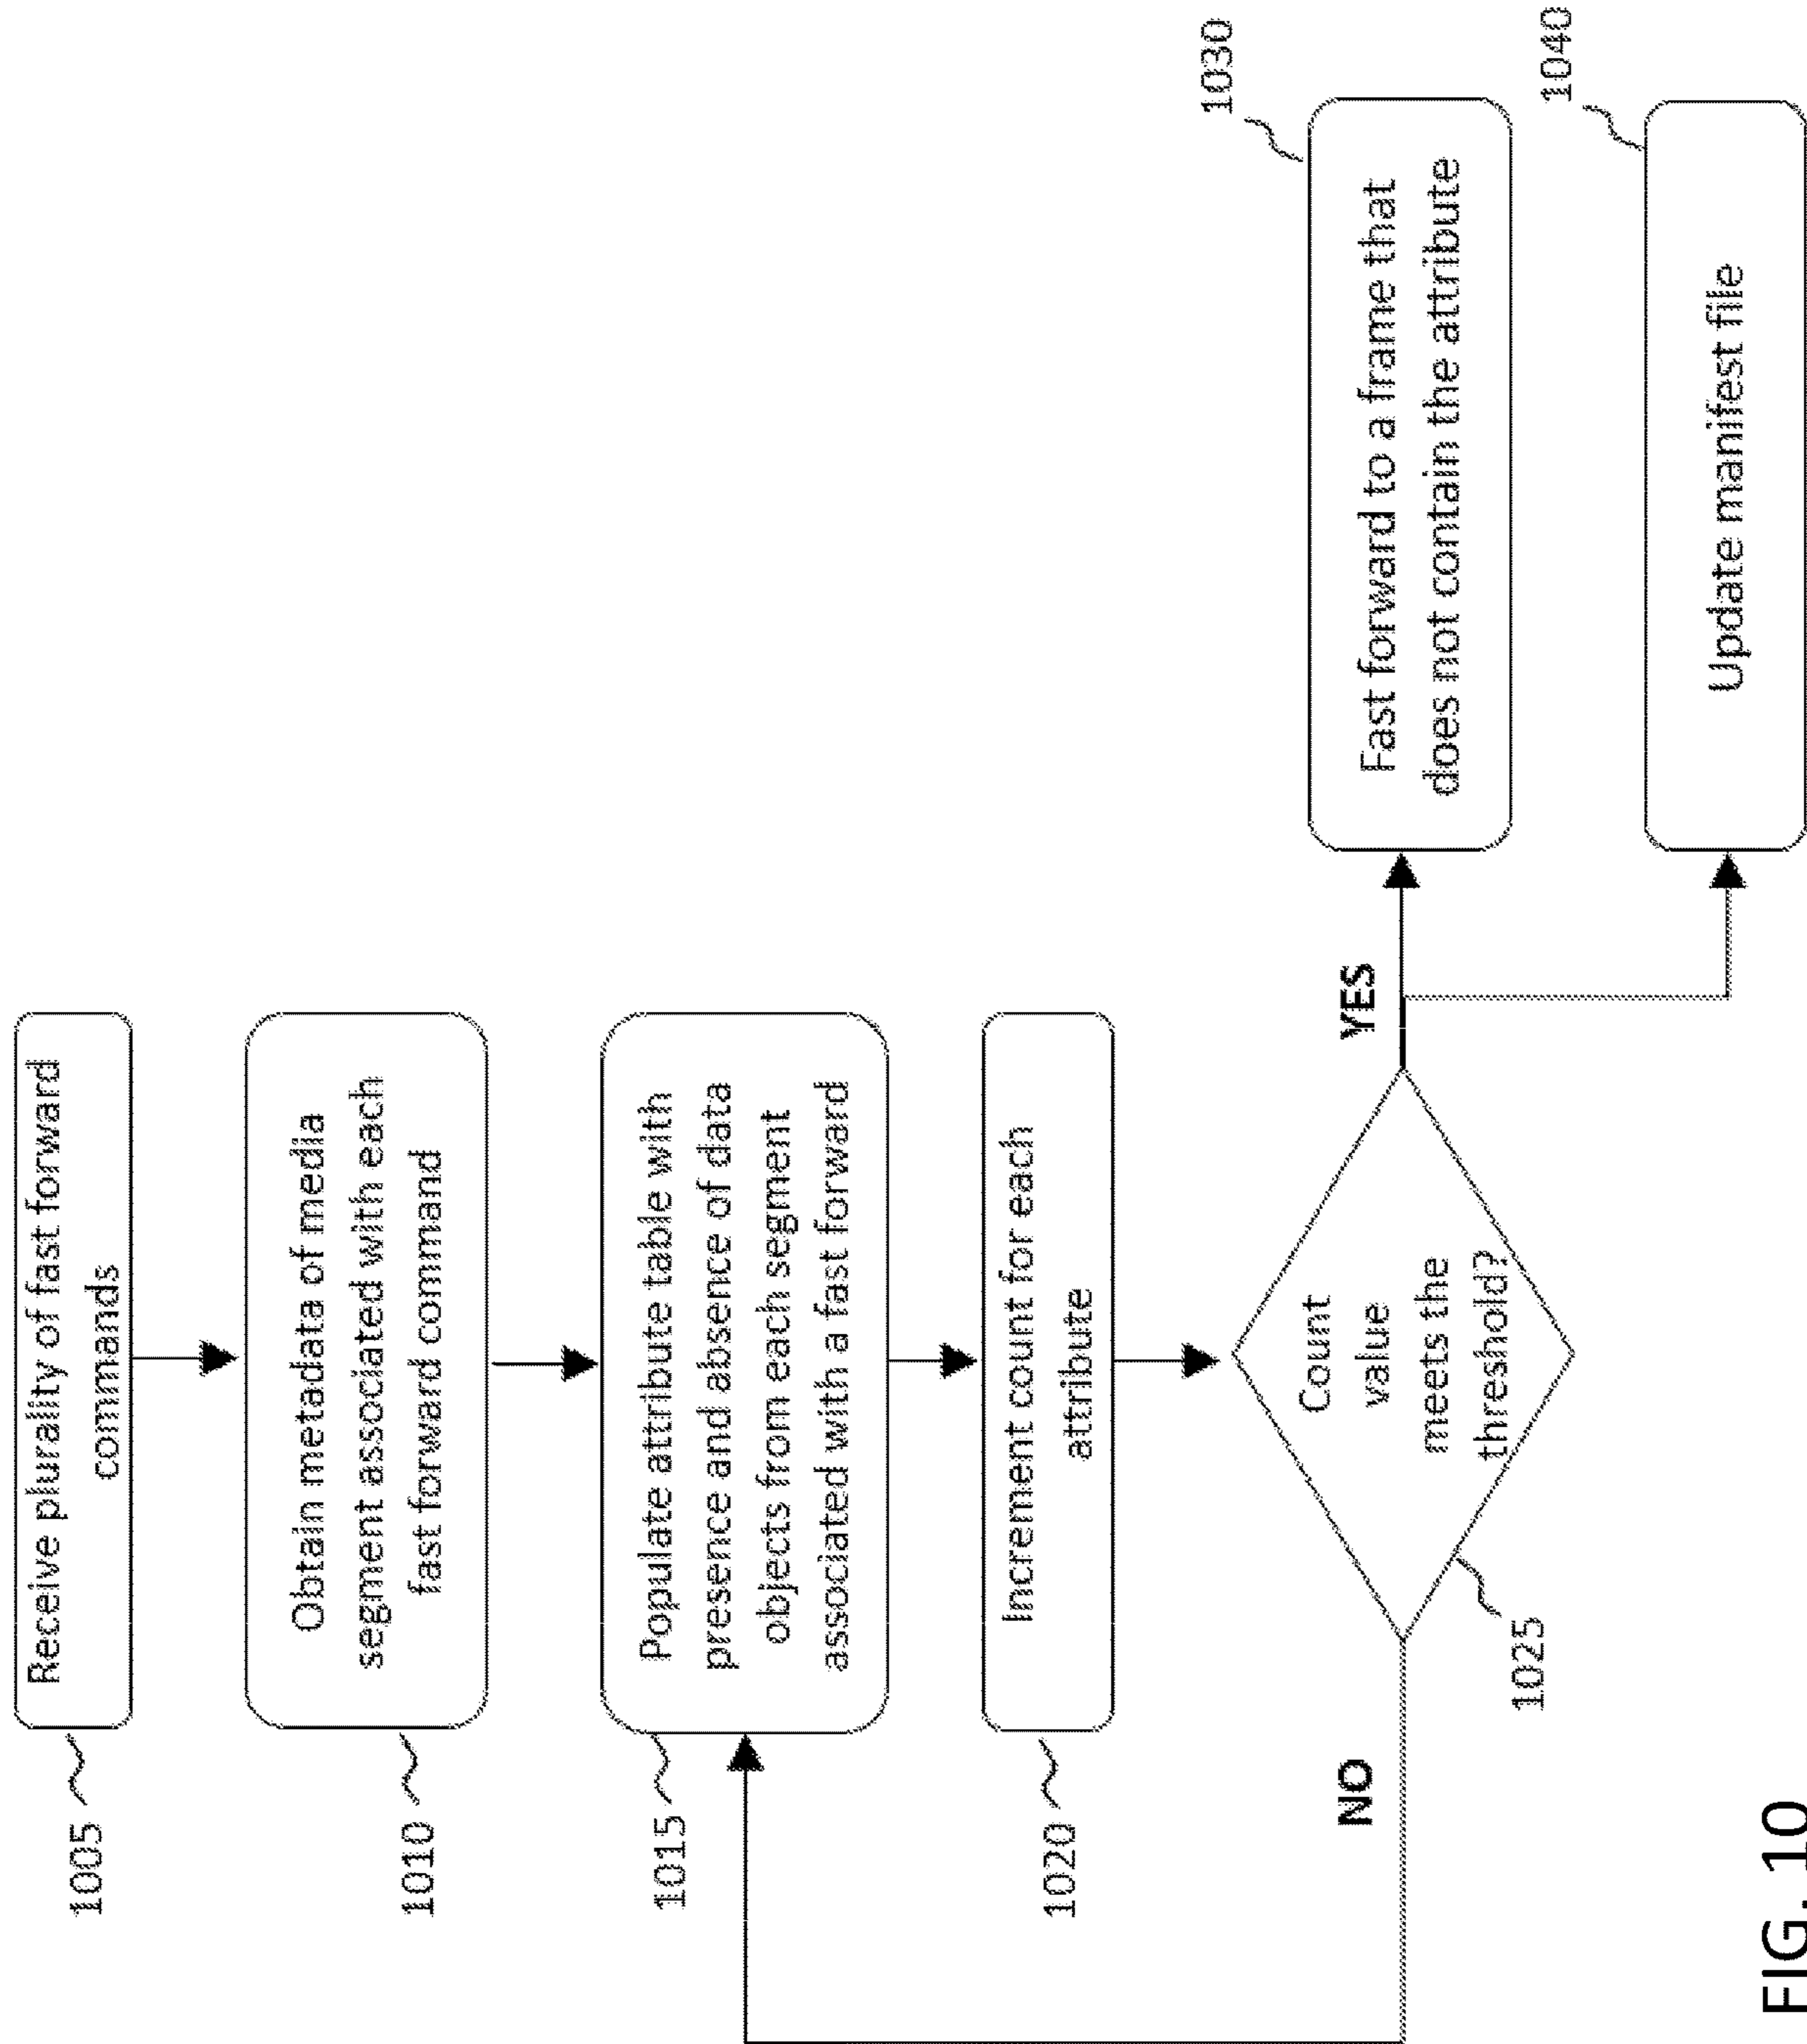 1005
Receive plurality of fast forward
commands
1010
Obtain metadata of media
segment associated with each
fast forward command
1015
Populate attribute table with
presence and absence of data
objects from each segment
associated with a fast forward
1020
Increment count for each
attribute
NO
Count
value
meets the
threshold?
1025
YES
1030
Fast forward to a frame that
does not contain the attribute
1040
Update manifest file
FIG. 10